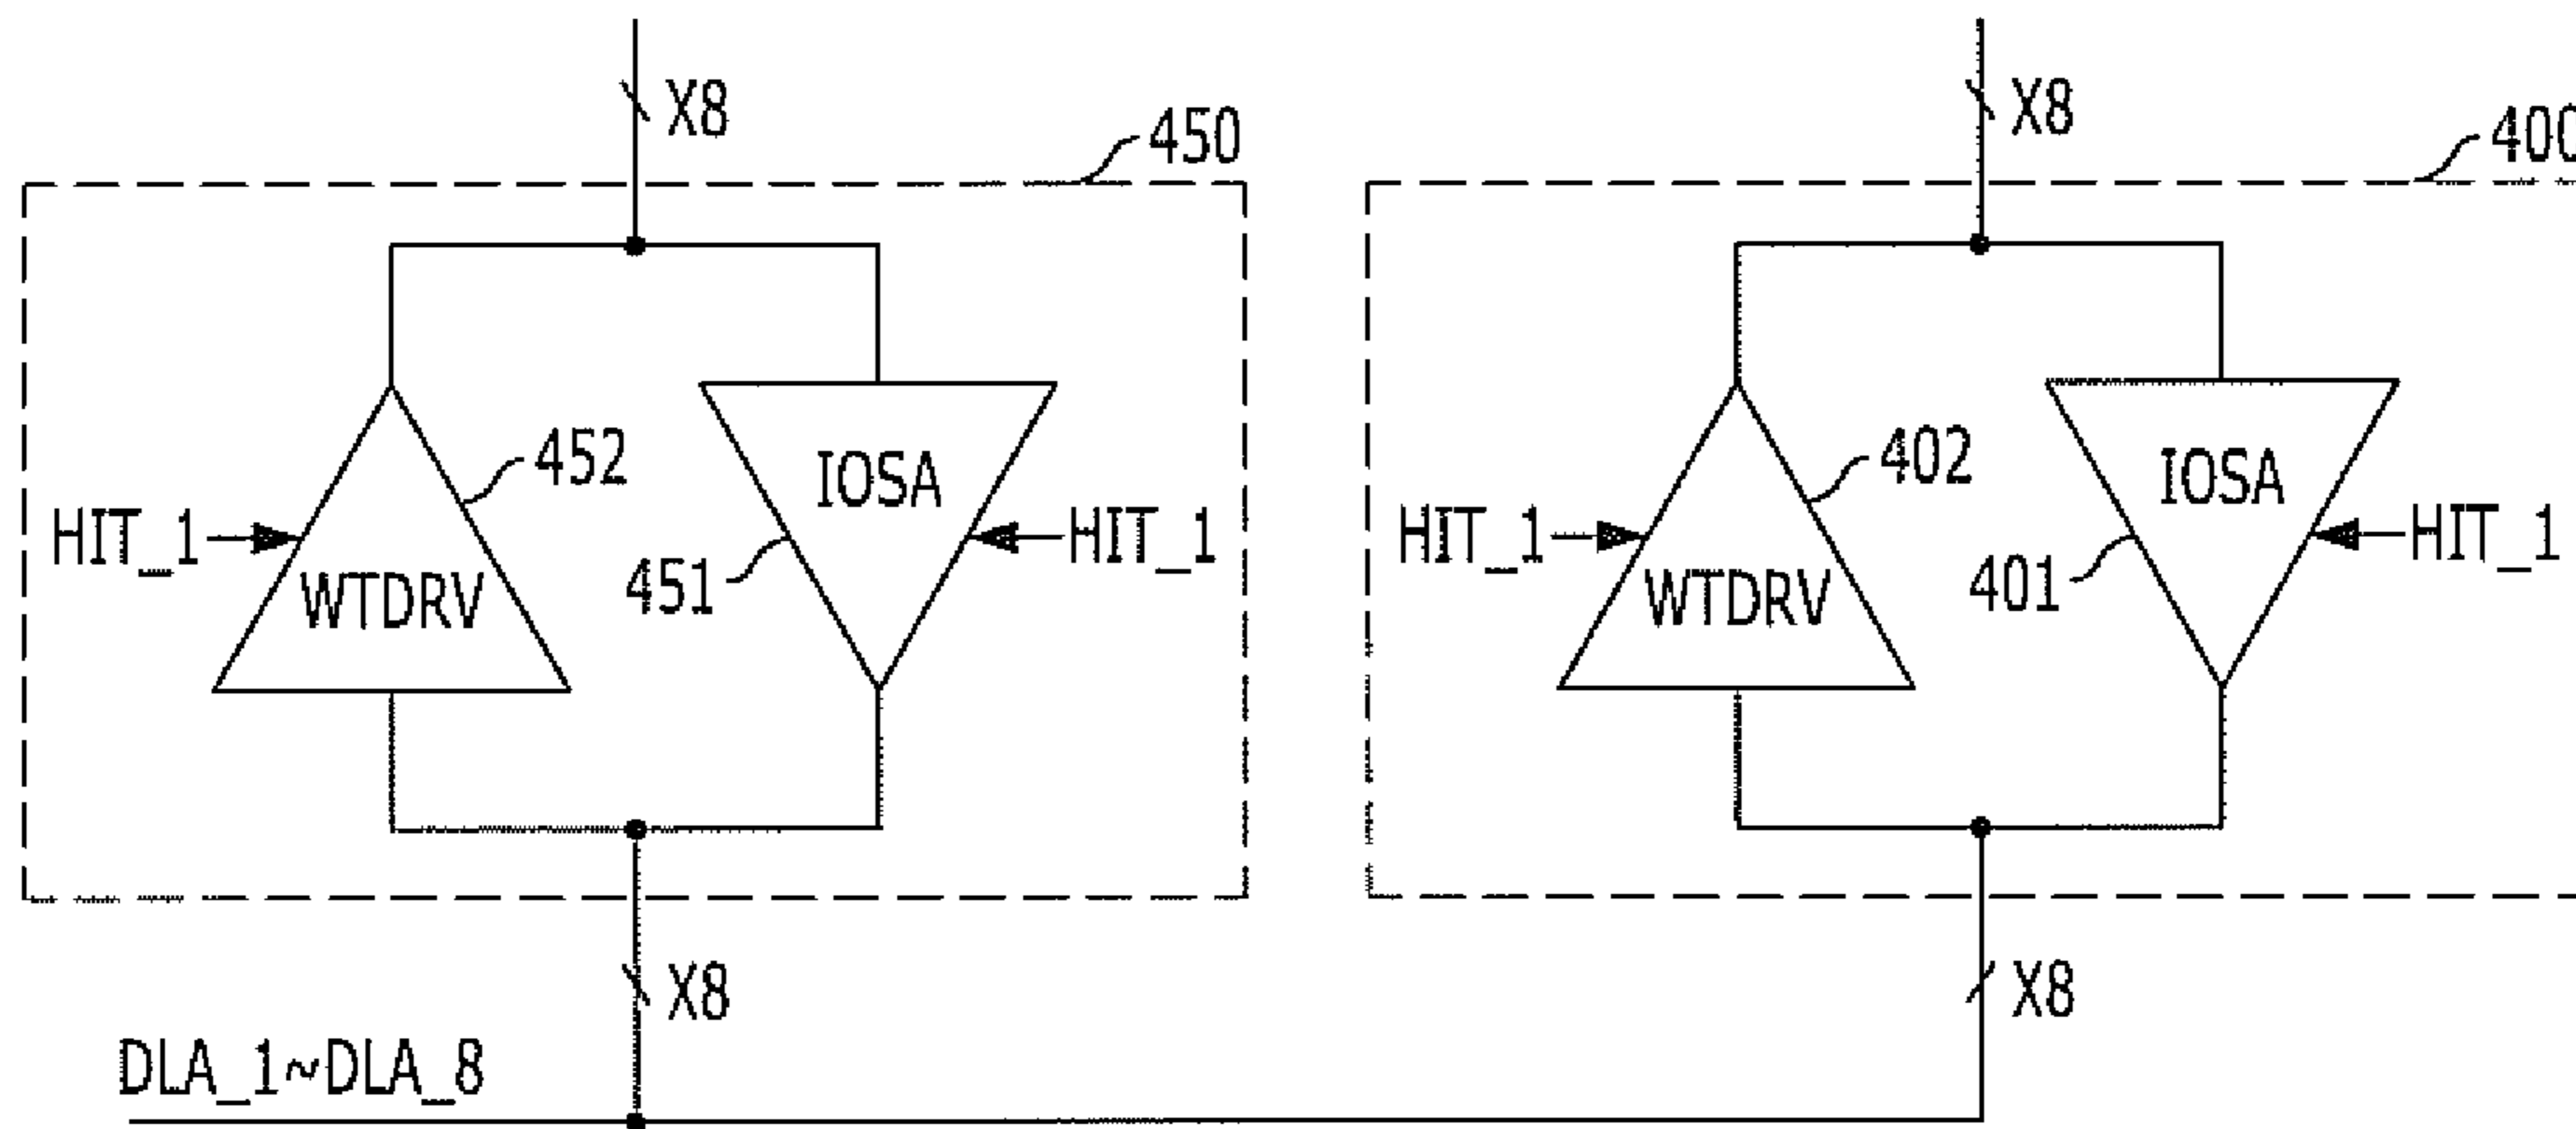 X8
X8
450
400
452
IOSA
402
IOSA
HIT_1
HIT_1
HIT_1
HIT_1
WTDRV
451
WTDRV
401
X8
X8
DLA_1~DLA_8